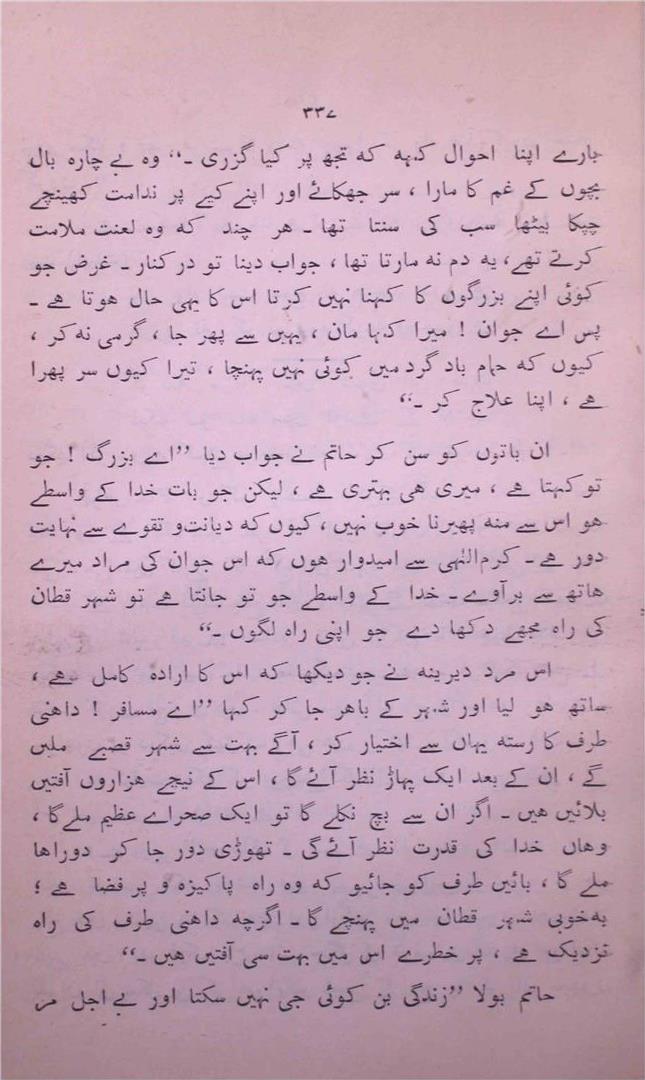 ۳۳۷
بارے اپنا احوال کہہ کہ تجھ پر کیا گزری ۔“ وہ بے چارہ بال
بچوں کے غم کا مارا ، سر جھکائے اور اپنے کیے پر ندامت کھینچے
چپکا بیٹھا سب کی سنتا تھا ۔ ہر چند کہ وہ لعنت ملامت
کرتے تھے، یہ دم نہ مارتا تھا ، جواب دینا تو درکنار ۔ غرض جو
کوئی اپنے بزرگوں کا کہنا نہیں کرتا اس کا یہی حال ہوتا ہے ۔
پس اے جوان ! میرا کہا مان ، یہیں سے پھر جا ، گرمی نہ کر ،
کیوں کہ حمام باد گرد میں کوئی نہیں پہنچا ، تیرا کیوں سر پھرا
ہے ، اپنا علاج کر ۔“
ان باتوں کو سن کر حاتم نے جواب دیا ”اے بزرگ ! جو
تو کہتا ہے ، میری ہی بہتری ہے ، لیکن جو بات خدا کے واسطے
ہو اس سے منہ پھیرنا خوب نہیں ، کیوں کہ دیانت و تقوے سے نہایت
دور ہے ۔ کرم الٰہی سے امیدوار ہوں کہ اس جوان کی مراد میرے
ہاتھ سے برآوے ۔ خدا کے واسطے جو تو جانتا ہے تو شہر قطان
کی راہ مجھے دکھا دے جو اپنی راہ لگوں ۔“
اس مرد دیرینہ نے جو دیکھا کہ اس کا ارادہ کامل ہے ،
ساتھ ہو لیا اور شہر کے باہر جا کر کہا ”اے مسافر ! داہنی
طرف کا رستہ یہاں سے اختیار کر ، آگے بہت سے شہر قصبے ملیں
گے ، ان کے بعد ایک پہاڑ نظر آئے گا ، اس کے نیچے ہزاروں آفتیں
بلائیں ہیں ۔ اگر ان سے بچ نکلے گا تو ایک صحراے عظیم ملے گا ،
وہاں خدا کی قدرت نظر آئے گی ۔ تھوڑی دور جا کر دوراہا
ملے گا ، بائیں طرف کو جائیو کہ وہ راہ پاکیزہ و پر فضا ہے ؛
بہ خوبی شہر قطان میں پہنچے گا ۔ اگرچہ داہنی طرف کی راہ
نزدیک ہے ، پر خطرے اس میں بہت سی آفتیں ہیں ۔“
حاتم بولا ”زندگی بن کوئی جی نہیں سکتا اور بے اجل مر